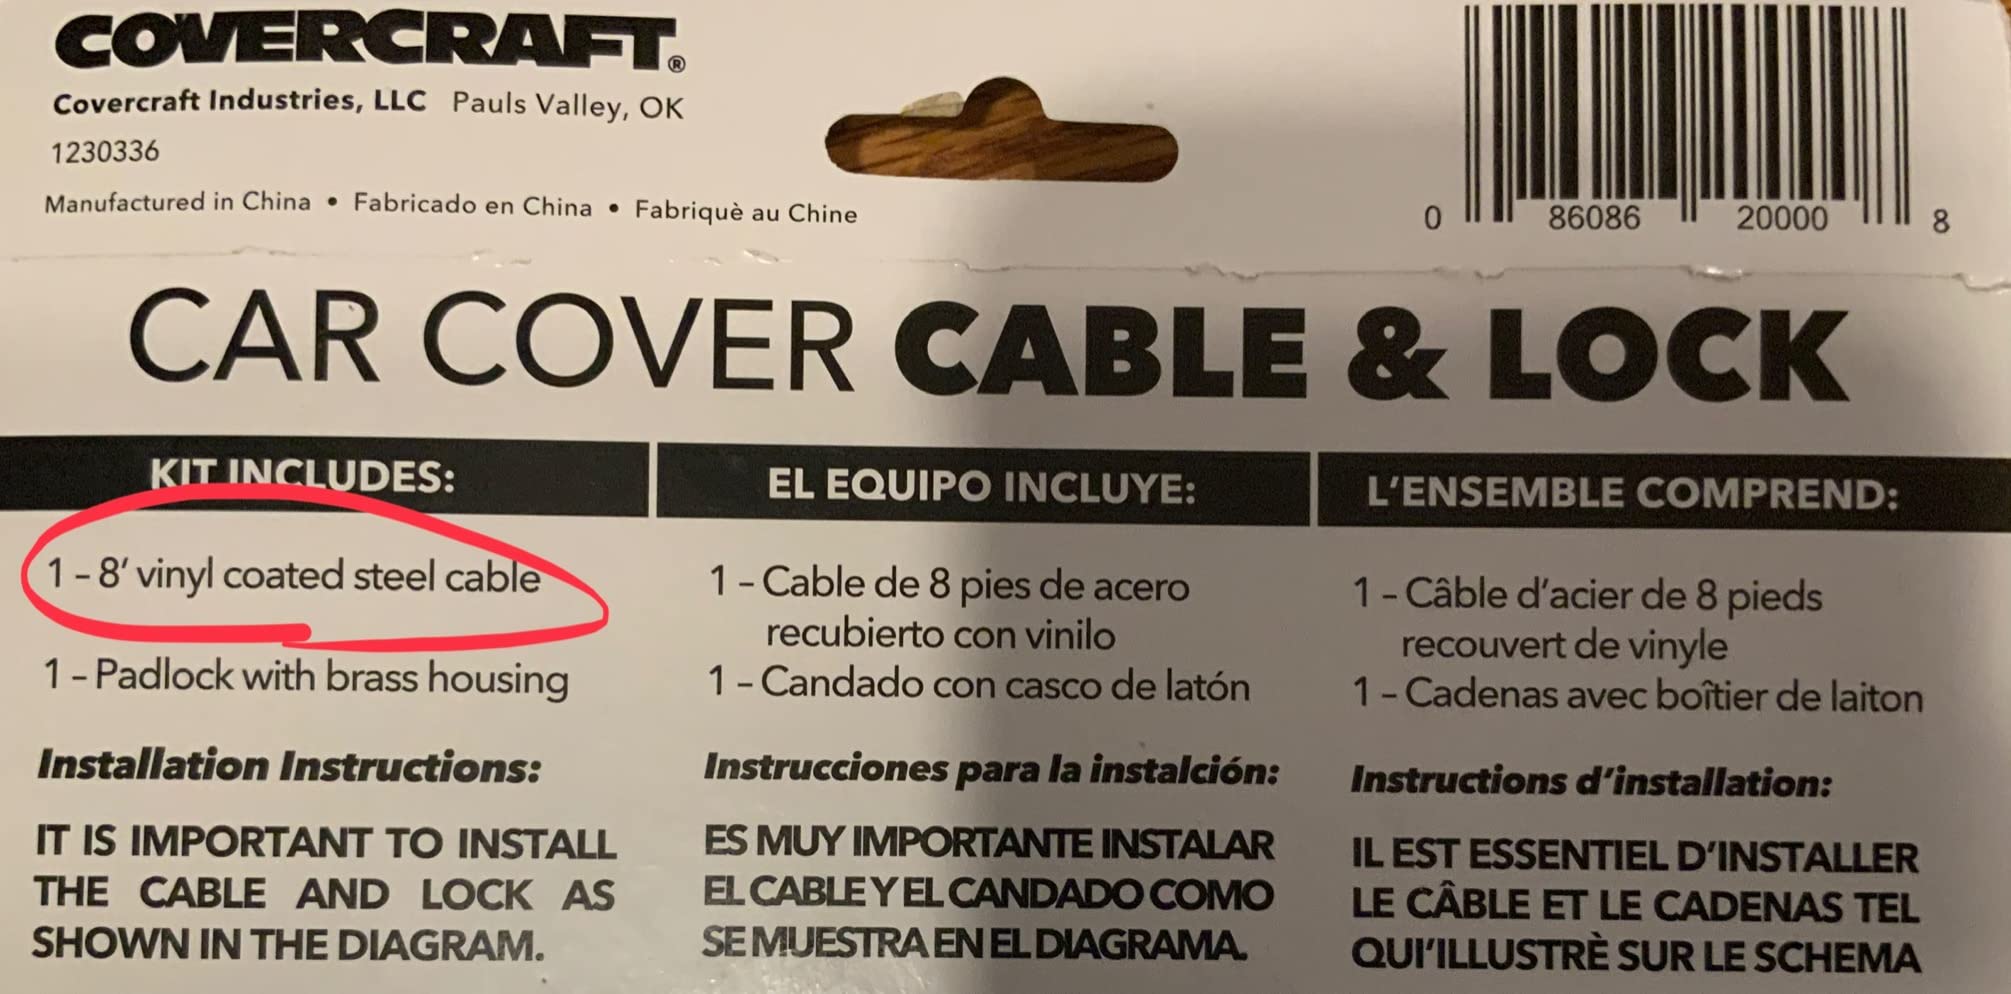 COVERCRAFT®
Covercraft Industries, LLC Pauls Valley, OK
1230336
Manufactured in China • Fabricado en China • Fabriquè au Chine
0 86086 20000 8
CAR COVER CABLE & LOCK
KIT INCLUDES:
1 – 8' vinyl coated steel cable
1 – Padlock with brass housing
Installation Instructions:
IT IS IMPORTANT TO INSTALL
THE CABLE AND LOCK AS
SHOWN IN THE DIAGRAM.
EL EQUIPO INCLUYE:
1 – Cable de 8 pies de acero
recubierto con vinilo
1 – Candado con casco de latón
Instrucciones para la instalción:
ES MUY IMPORTANTE INSTALAR
EL CABLE Y EL CANDADO COMO
SE MUESTRA EN EL DIAGRAMA.
L'ENSEMBLE COMPREND:
1 – Câble d'acier de 8 pieds
recouvert de vinyle
1 – Cadenas avec boîtier de laiton
Instructions d'installation:
IL EST ESSENTIEL D'INSTALLER
LE CÂBLE ET LE CADENAS TEL
QU'ILLUSTRÈ SUR LE SCHEMA